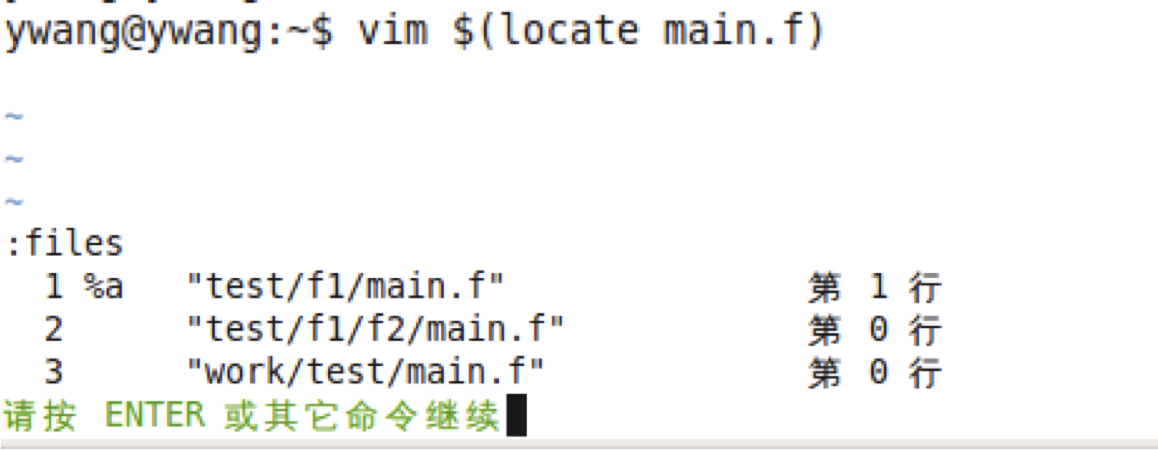 ywang@ywang:~$ vim $(locate main.f)
~
~
~
:files
1 %a "test/f1/main.f" 第 1 行
2 "test/f1/f2/main.f" 第 0 行
3 "work/test/main.f" 第 0 行
请按 ENTER 或其它命令继续